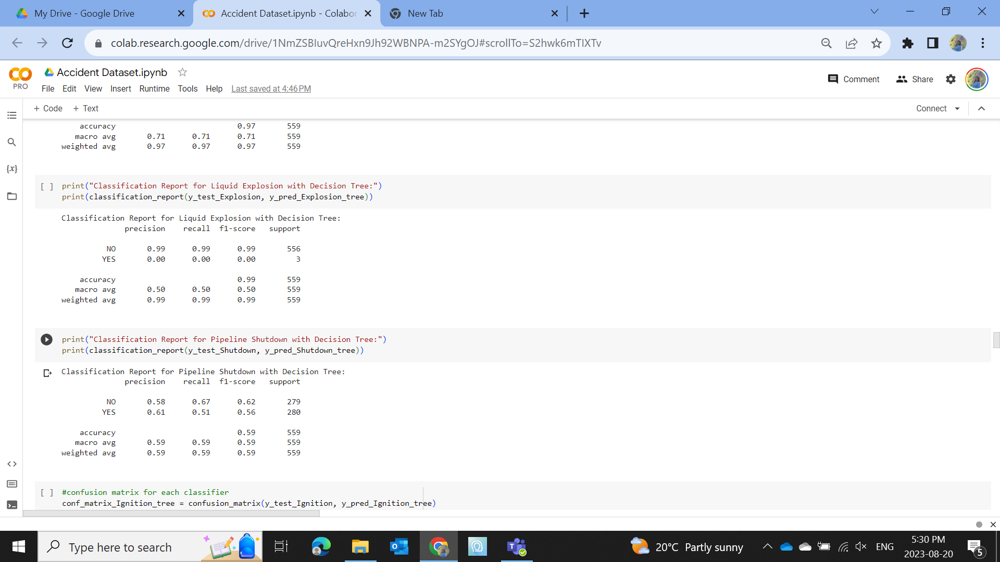 My Drive - Google Drive
Accident Dataset.ipynb - Colabor
New Tab
colab.research.google.com/drive/1NmZSBIuvQreHxn9Jh92WBNPA-m2SYgOJ#scrollTo=S2hwk6mTIXTv
PRO
Accident Dataset.ipynb
File Edit View Insert Runtime Tools Help Last saved at 4:46 PM
Comment Share
+ Code + Text
Connect
accuracy 0.97 559
macro avg 0.71 0.71 0.71 559
weighted avg 0.97 0.97 0.97 559
{x}
[ ] print("Classification Report for Liquid Explosion with Decision Tree:")
print(classification_report(y_test_Explosion, y_pred_Explosion_tree))
Classification Report for Liquid Explosion with Decision Tree:
precision recall f1-score support
NO 0.99 0.99 0.99 556
YES 0.00 0.00 0.00 3
accuracy 0.99 559
macro avg 0.50 0.50 0.50 559
weighted avg 0.99 0.99 0.99 559
print("Classification Report for Pipeline Shutdown with Decision Tree:")
print(classification_report(y_test_Shutdown, y_pred_Shutdown_tree))
Classification Report for Pipeline Shutdown with Decision Tree:
precision recall f1-score support
NO 0.58 0.67 0.62 279
YES 0.61 0.51 0.56 280
accuracy 0.59 559
macro avg 0.59 0.59 0.59 559
weighted avg 0.59 0.59 0.59 559
[ ] #confusion matrix for each classifier
conf_matrix_Ignition_tree = confusion_matrix(y_test_Ignition, y_pred_Ignition_tree)
Type here to search
20°C Partly sunny
ENG
5:30 PM
2023-08-20
5